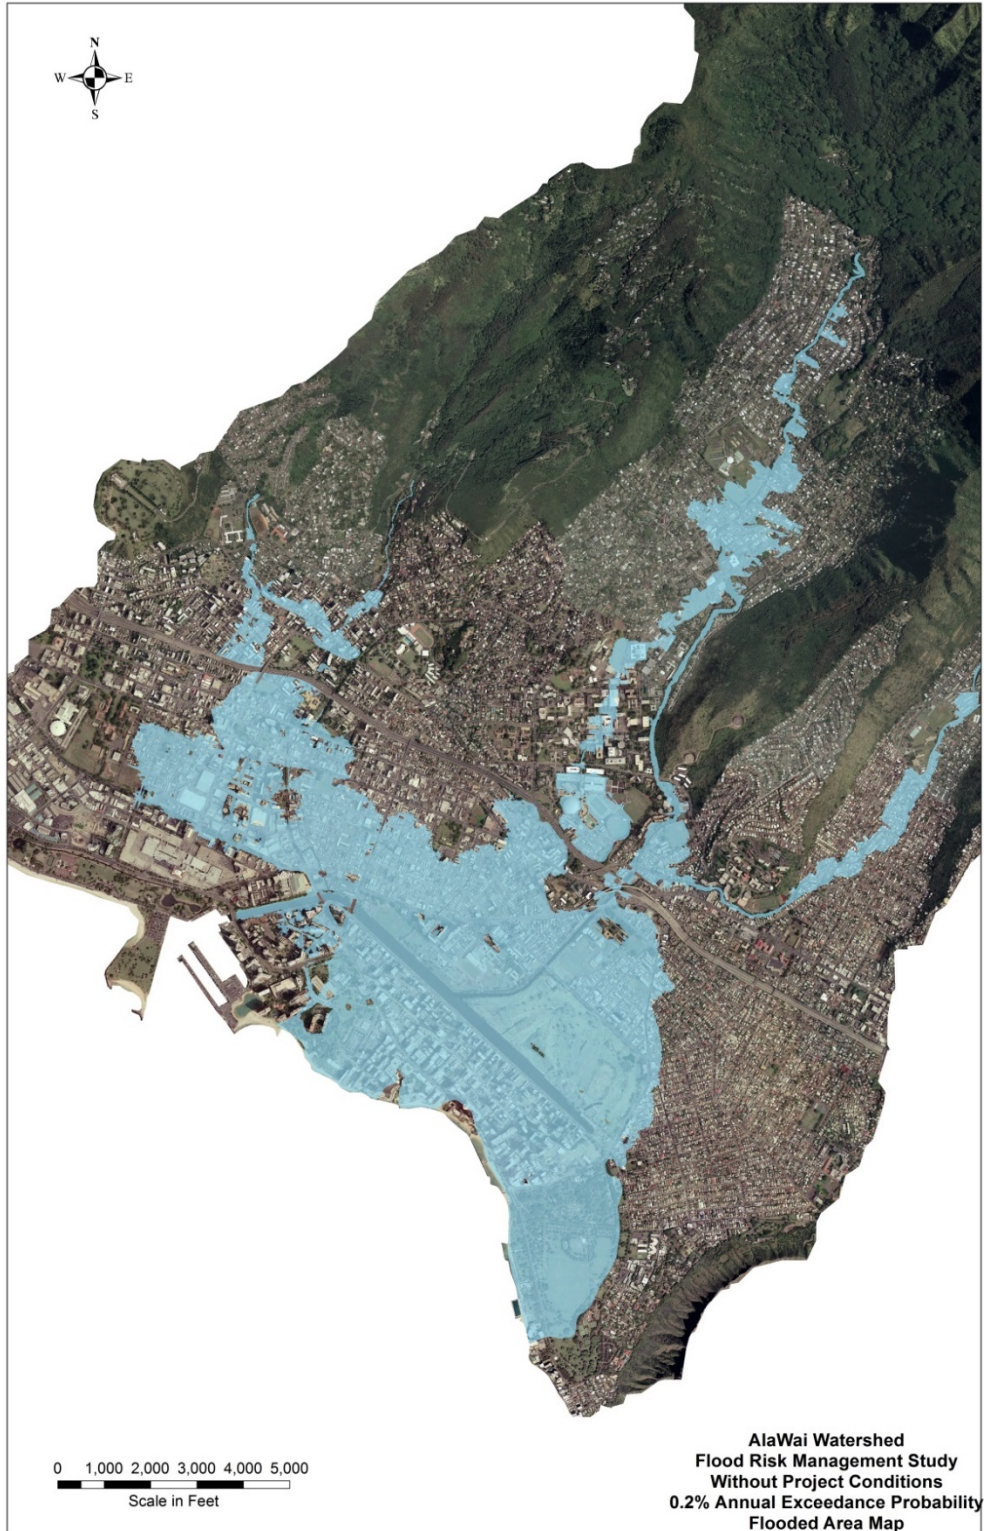 N
W E
S
0 1,000 2,000 3,000 4,000 5,000
Scale in Feet
AlaWai Watershed
Flood Risk Management Study
Without Project Conditions
0.2% Annual Exceedance Probability
Flooded Area Map